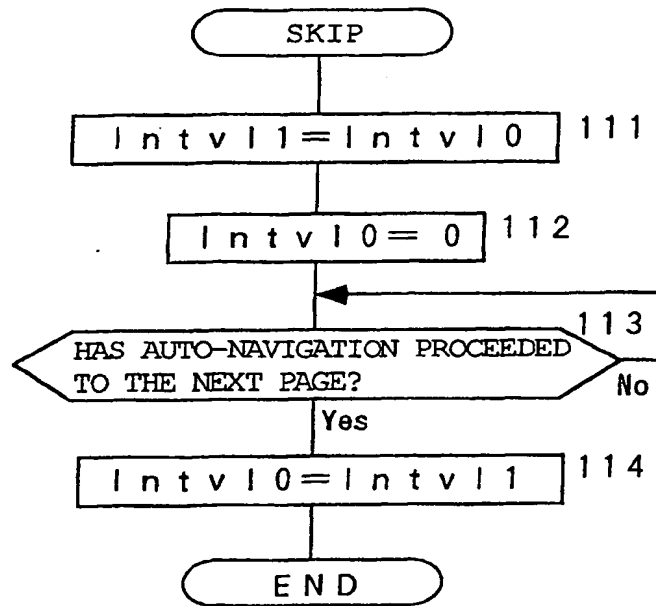 SKIP
Intvl1=Intvl0 111
Intvl0=0 112
113
HAS AUTO-NAVIGATION PROCEEDED
TO THE NEXT PAGE?
No
Yes
Intvl0=Intvl1 114
END